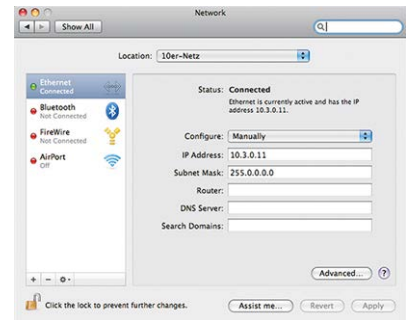 Network
Show All
Location: 10er-Netz
Ethernet
Connected
Bluetooth
Not Connected
FireWire
Not Connected
AirPort
Off
Status: Connected
Ethernet is currently active and has the IP
address 10.3.0.11.
Configure: Manually
IP Address: 10.3.0.11
Subnet Mask: 255.0.0.0
Router:
DNS Server:
Search Domains:
Advanced... ?
Click the lock to prevent further changes.
Assist me... Revert Apply